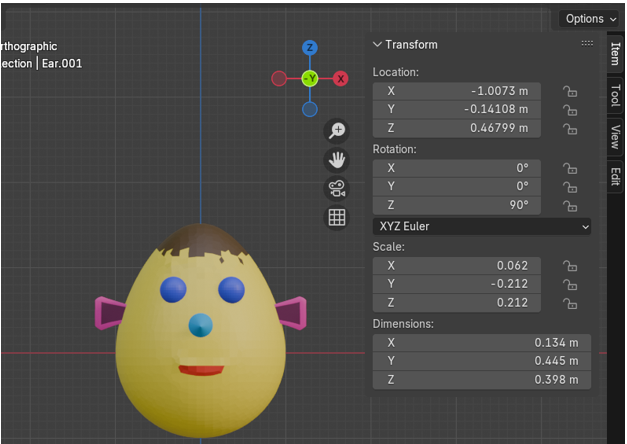 Options
rthographic
ection | Ear.001
Z
-Y
X
Transform
Location:
X -1.0073 m
Y -0.14108 m
Z 0.46799 m
Rotation:
X 0°
Y 0°
Z 90°
XYZ Euler
Scale:
X 0.062
Y -0.212
Z 0.212
Dimensions:
X 0.134 m
Y 0.445 m
Z 0.398 m
Item
Tool
View
Edit